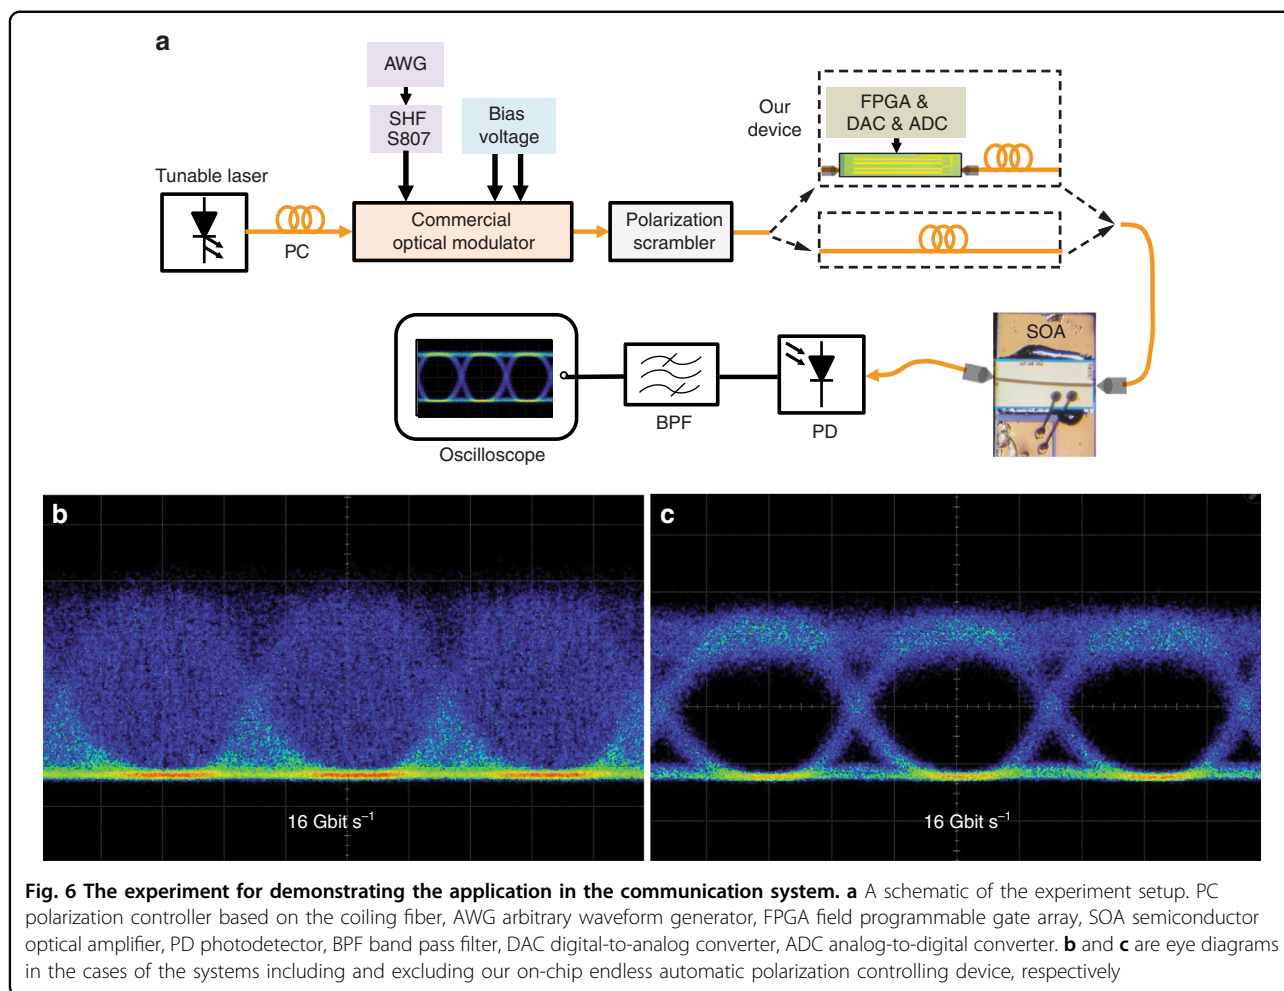 a
AWG
SHF
S807
Bias
voltage
Our
device
FPGA &
DAC & ADC
Tunable laser
PC
Commercial
optical modulator
Polarization
scrambler
SOA
Oscilloscope
BPF
PD
b
c
16 Gbit s⁻¹
16 Gbit s⁻¹
Fig. 6 The experiment for demonstrating the application in the communication system. a A schematic of the experiment setup. PC
polarization controller based on the coiling fiber, AWG arbitrary waveform generator, FPGA field programmable gate array, SOA semiconductor
optical amplifier, PD photodetector, BPF band pass filter, DAC digital-to-analog converter, ADC analog-to-digital converter. b and c are eye diagrams
in the cases of the systems including and excluding our on-chip endless automatic polarization controlling device, respectively